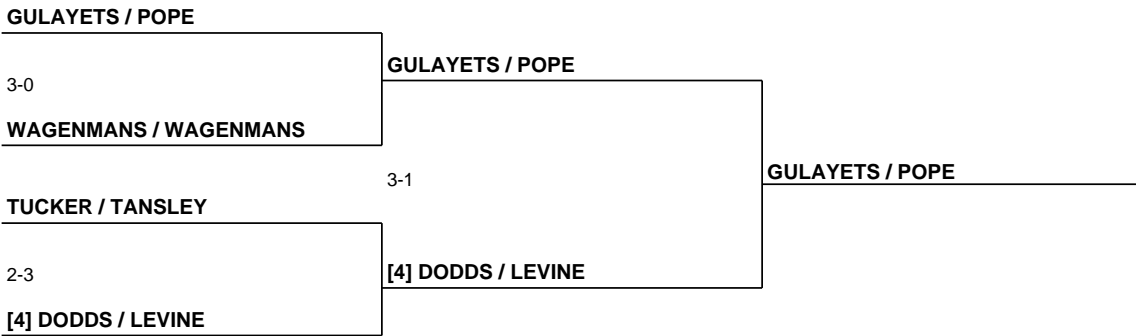 GULAYETS / POPE
3-0
WAGENMANS / WAGENMANS
TUCKER / TANSLEY
2-3
[4] DODDS / LEVINE
GULAYETS / POPE
3-1
[4] DODDS / LEVINE
GULAYETS / POPE